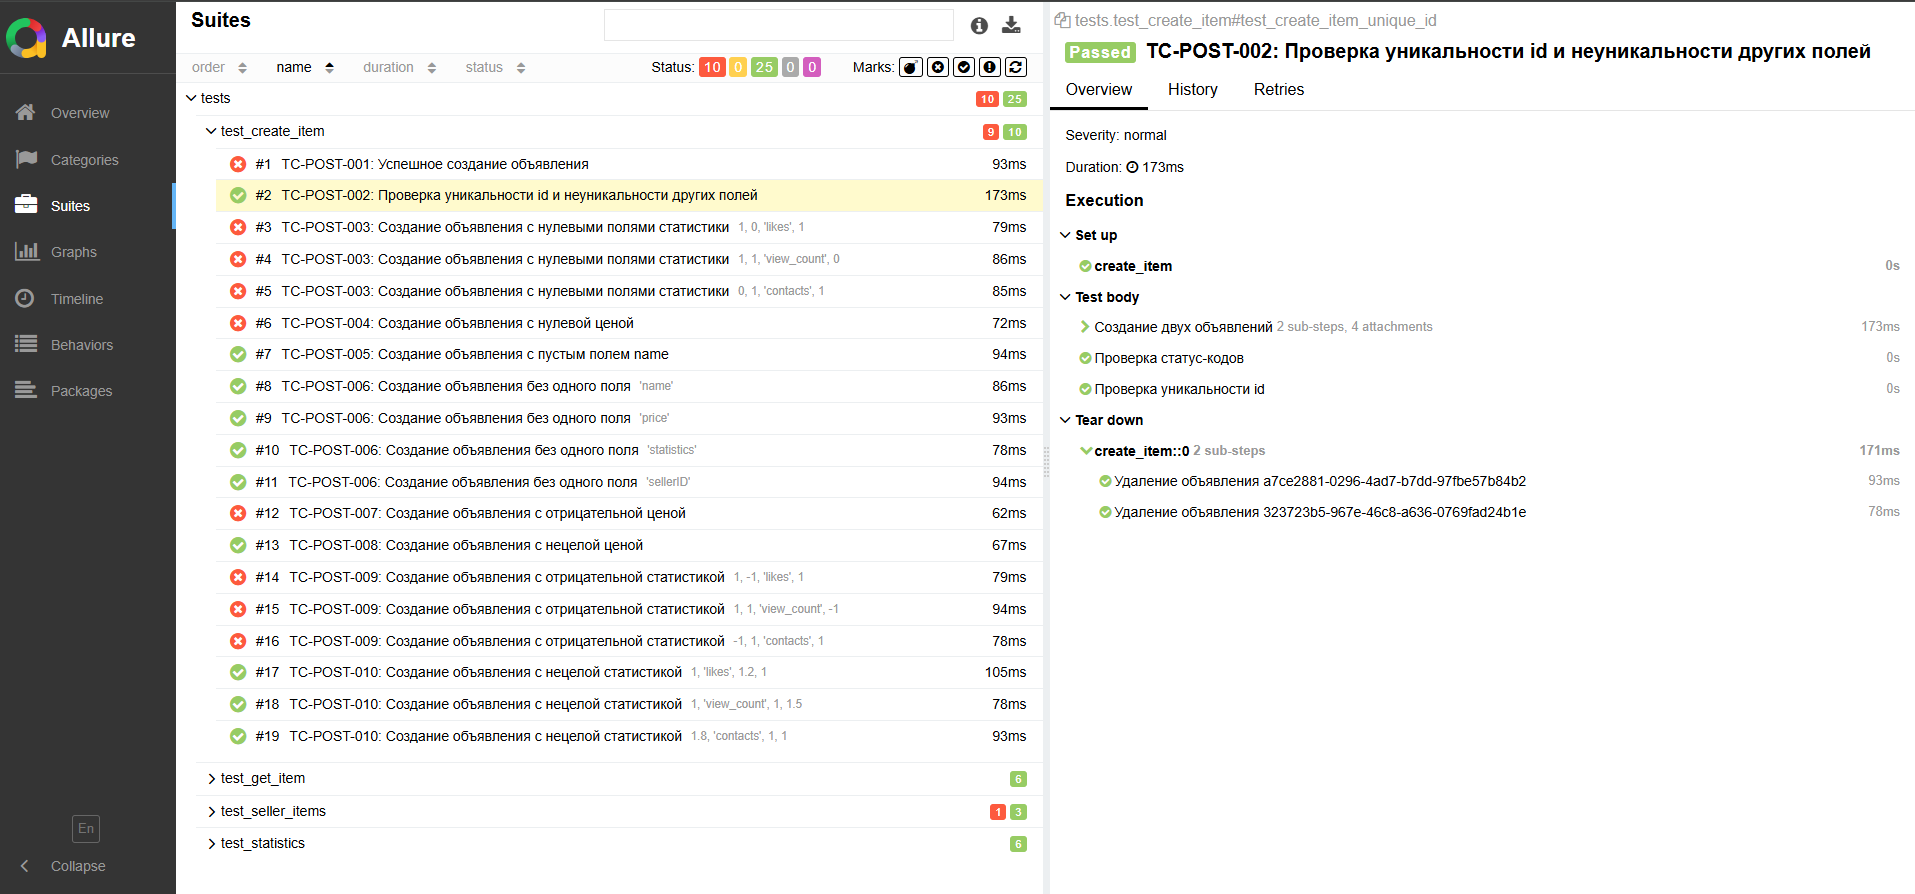 Allure
Overview
Categories
Suites
Graphs
Timeline
Behaviors
Packages
En
Collapse
Suites
order name duration status Status: 10 0 25 0 0 Marks:
tests 10 25
test_create_item 9 10
#1 TC-POST-001: Успешное создание объявления 93ms
#2 TC-POST-002: Проверка уникальности id и неуникальности других полей 173ms
#3 TC-POST-003: Создание объявления с нулевыми полями статистики 1, 0, 'likes', 1 79ms
#4 TC-POST-003: Создание объявления с нулевыми полями статистики 1, 1, 'view_count', 0 86ms
#5 TC-POST-003: Создание объявления с нулевыми полями статистики 0, 1, 'contacts', 1 85ms
#6 TC-POST-004: Создание объявления с нулевой ценой 72ms
#7 TC-POST-005: Создание объявления с пустым полем name 94ms
#8 TC-POST-006: Создание объявления без одного поля 'name' 86ms
#9 TC-POST-006: Создание объявления без одного поля 'price' 93ms
#10 TC-POST-006: Создание объявления без одного поля 'statistics' 78ms
#11 TC-POST-006: Создание объявления без одного поля 'sellerID' 94ms
#12 TC-POST-007: Создание объявления с отрицательной ценой 62ms
#13 TC-POST-008: Создание объявления с нецелой ценой 67ms
#14 TC-POST-009: Создание объявления с отрицательной статистикой 1, -1, 'likes', 1 79ms
#15 TC-POST-009: Создание объявления с отрицательной статистикой 1, 1, 'view_count', -1 94ms
#16 TC-POST-009: Создание объявления с отрицательной статистикой -1, 1, 'contacts', 1 78ms
#17 TC-POST-010: Создание объявления с нецелой статистикой 1, 'likes', 1.2, 1 105ms
#18 TC-POST-010: Создание объявления с нецелой статистикой 1, 'view_count', 1, 1.5 78ms
#19 TC-POST-010: Создание объявления с нецелой статистикой 1.8, 'contacts', 1, 1 93ms
test_get_item 6
test_seller_items 1 3
test_statistics 6
tests.test_create_item#test_create_item_unique_id
Passed TC-POST-002: Проверка уникальности id и неуникальности других полей
Overview History Retries
Severity: normal
Duration: 173ms
Execution
Set up
create_item 0s
Test body
Создание двух объявлений 2 sub-steps, 4 attachments 173ms
Проверка статус-кодов 0s
Проверка уникальности id 0s
Tear down
create_item::0 2 sub-steps 171ms
Удаление объявления a7ce2881-0296-4ad7-b7dd-97fbe57b84b2 93ms
Удаление объявления 323723b5-967e-46c8-a636-0769fad24b1e 78ms